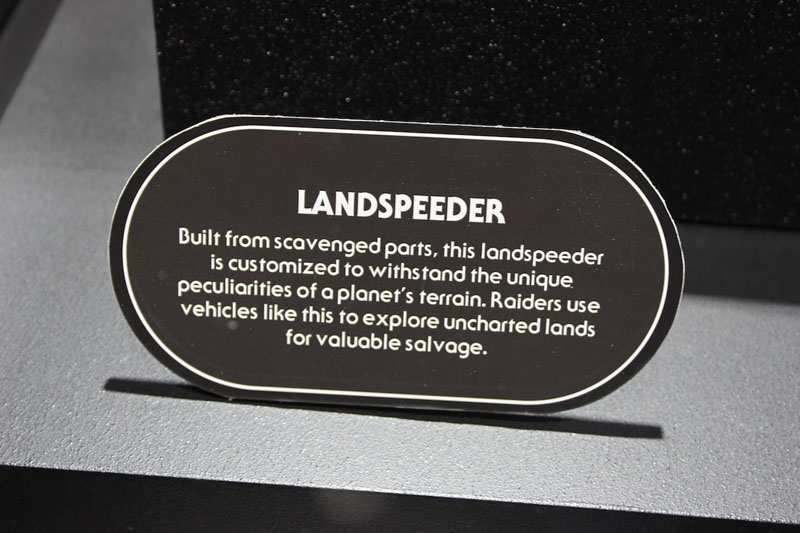 LANDSPEEDER
Built from scavenged parts, this landspeeder
is customized to withstand the unique
peculiarities of a planet's terrain. Raiders use
vehicles like this to explore uncharted lands
for valuable salvage.